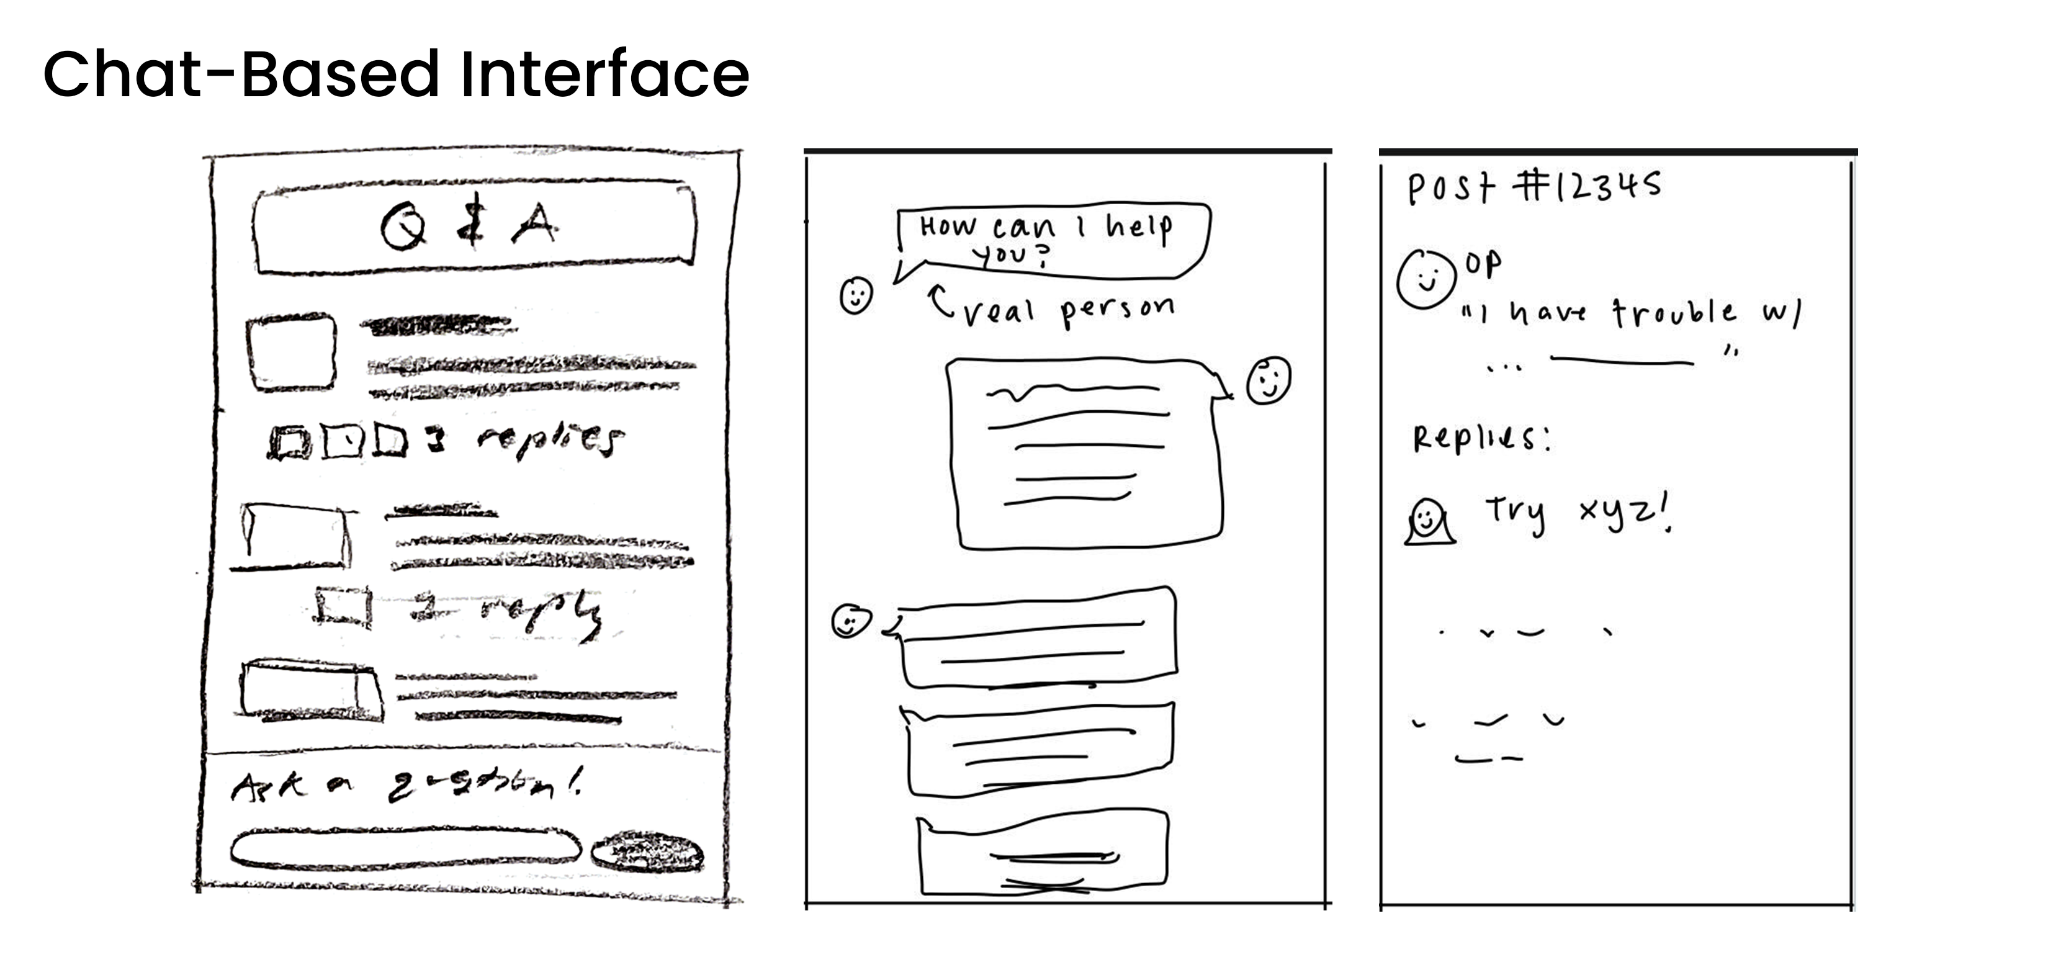 Chat-Based Interface
Q & A
3 replies
1 reply
Ask a question!
How can I help
you?
real person
Post #12345
OP
"I have trouble w/
... "
Replies:
Try xyz!